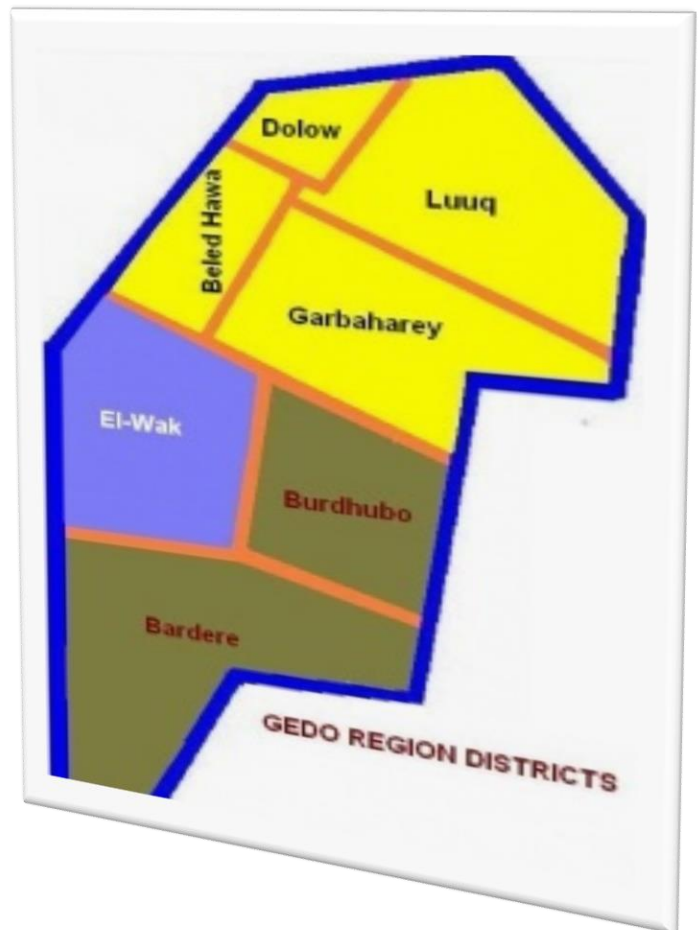 Dolow
Luuq
Beled Hawa
Garbaharey
El-Wak
Burdhubo
Bardere
GEDO REGION DISTRICTS